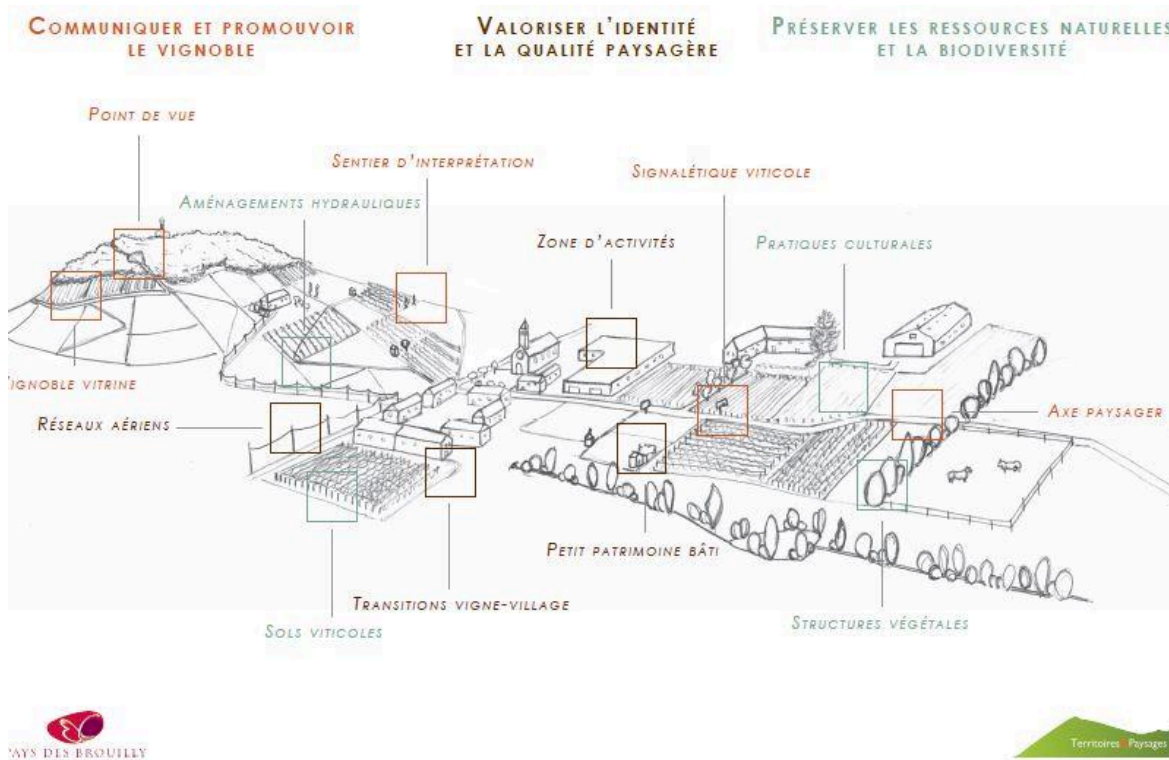 COMMUNIQUER ET PROMOUVOIR
LE VIGNOBLE
VALORISER L'IDENTITÉ
ET LA QUALITÉ PAYSAGÈRE
PRÉSERVER LES RESSOURCES NATURELLES
ET LA BIODIVERSITÉ
POINT DE VUE
SENTIER D'INTERPRÉTATION
SIGNALÉTIQUE VITICOLE
AMÉNAGEMENTS HYDRAULIQUES
ZONE D'ACTIVITÉS
PRATIQUES CULTURALES
IGNOBLE VITRINE
RÉSEAUX AÉRIENS
AXE PAYSAGER
PETIT PATRIMOINE BÂTI
TRANSITIONS VIGNE-VILLAGE
SOLS VITICOLES
STRUCTURES VÉGÉTALES
PAYS DES BROUILLY
Territoires Paysages